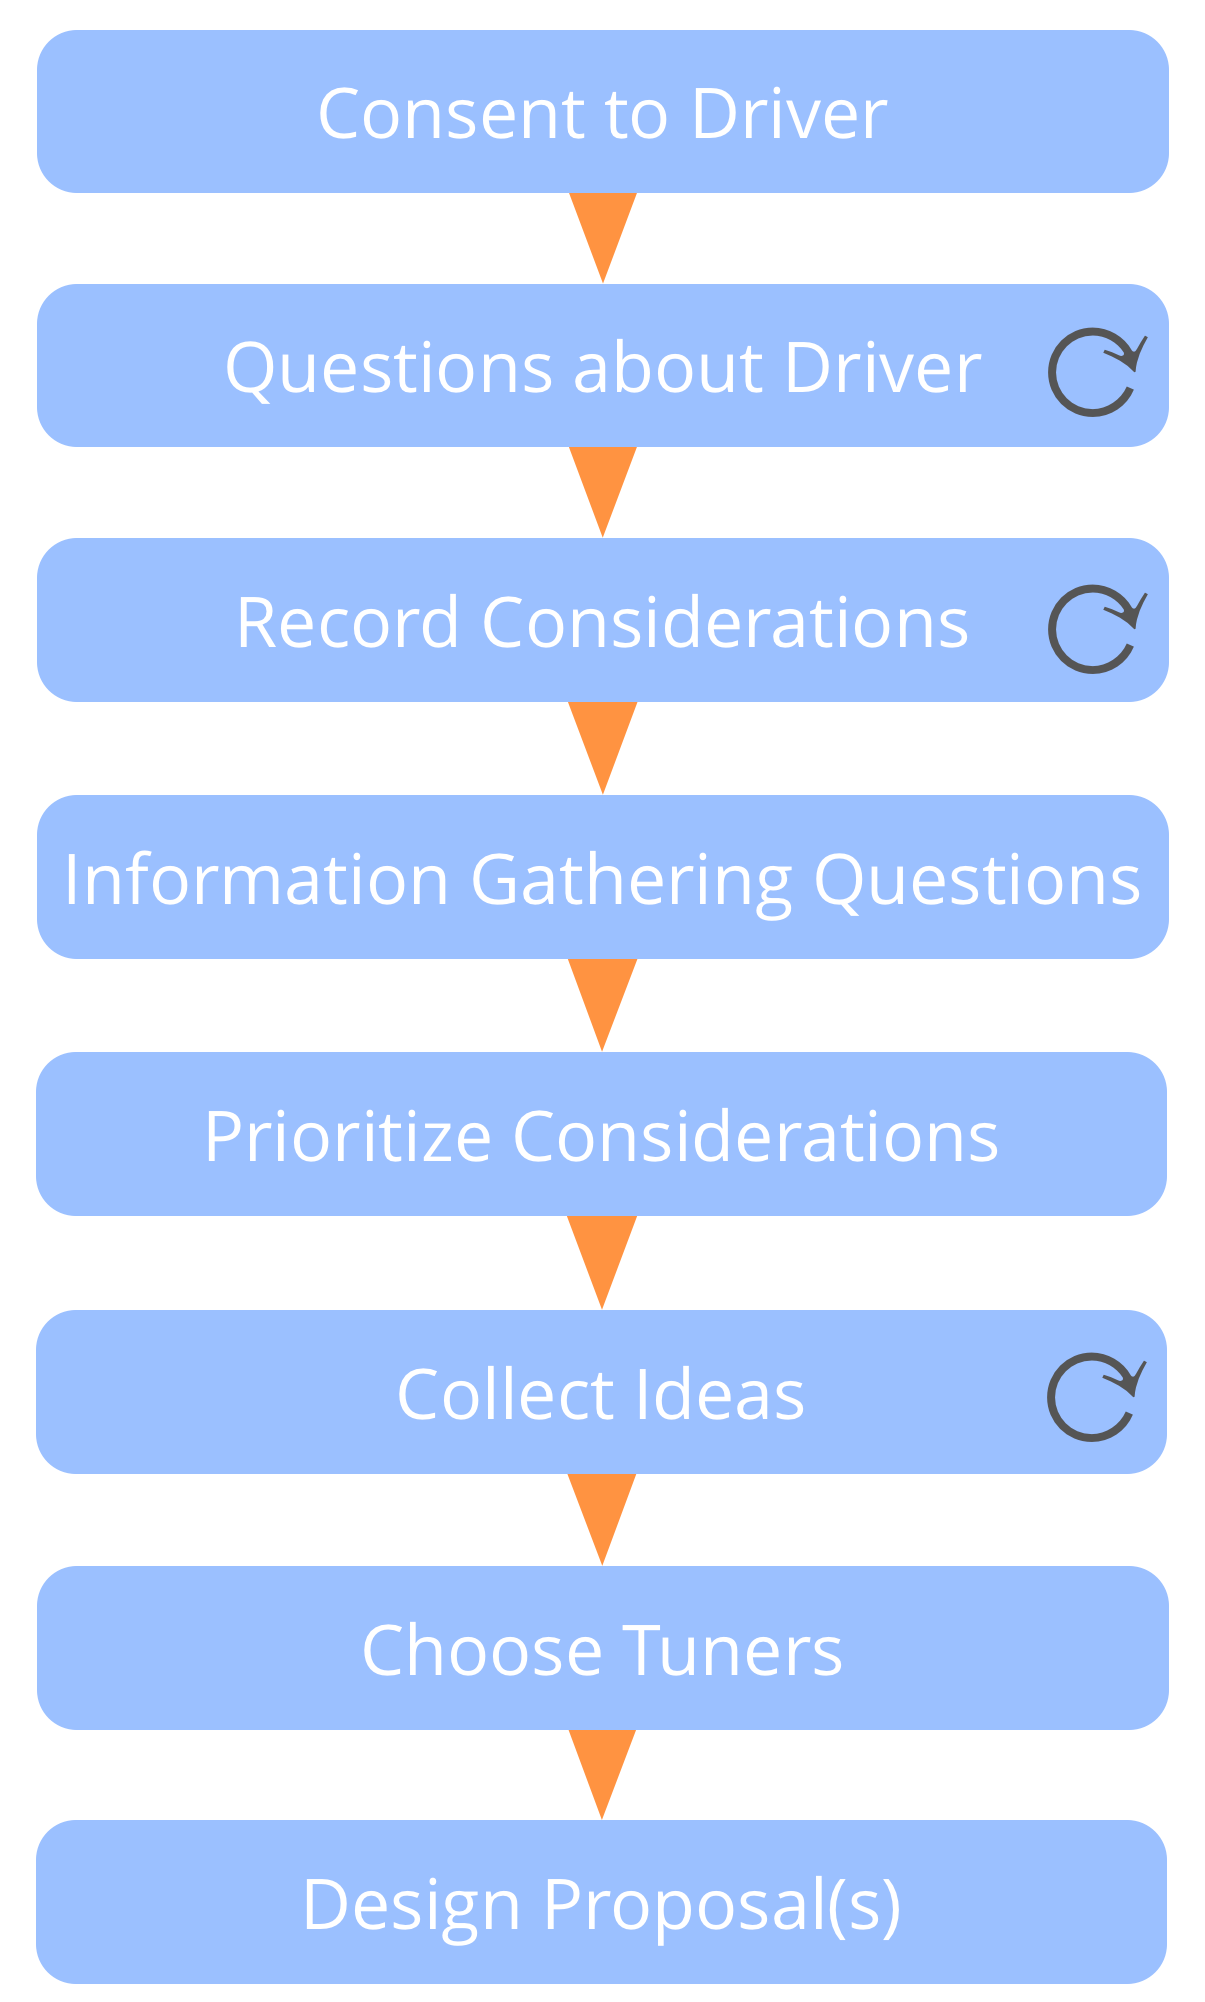 Consent to Driver
Questions about Driver
Record Considerations
Information Gathering Questions
Prioritize Considerations
Collect Ideas
Choose Tuners
Design Proposal(s)